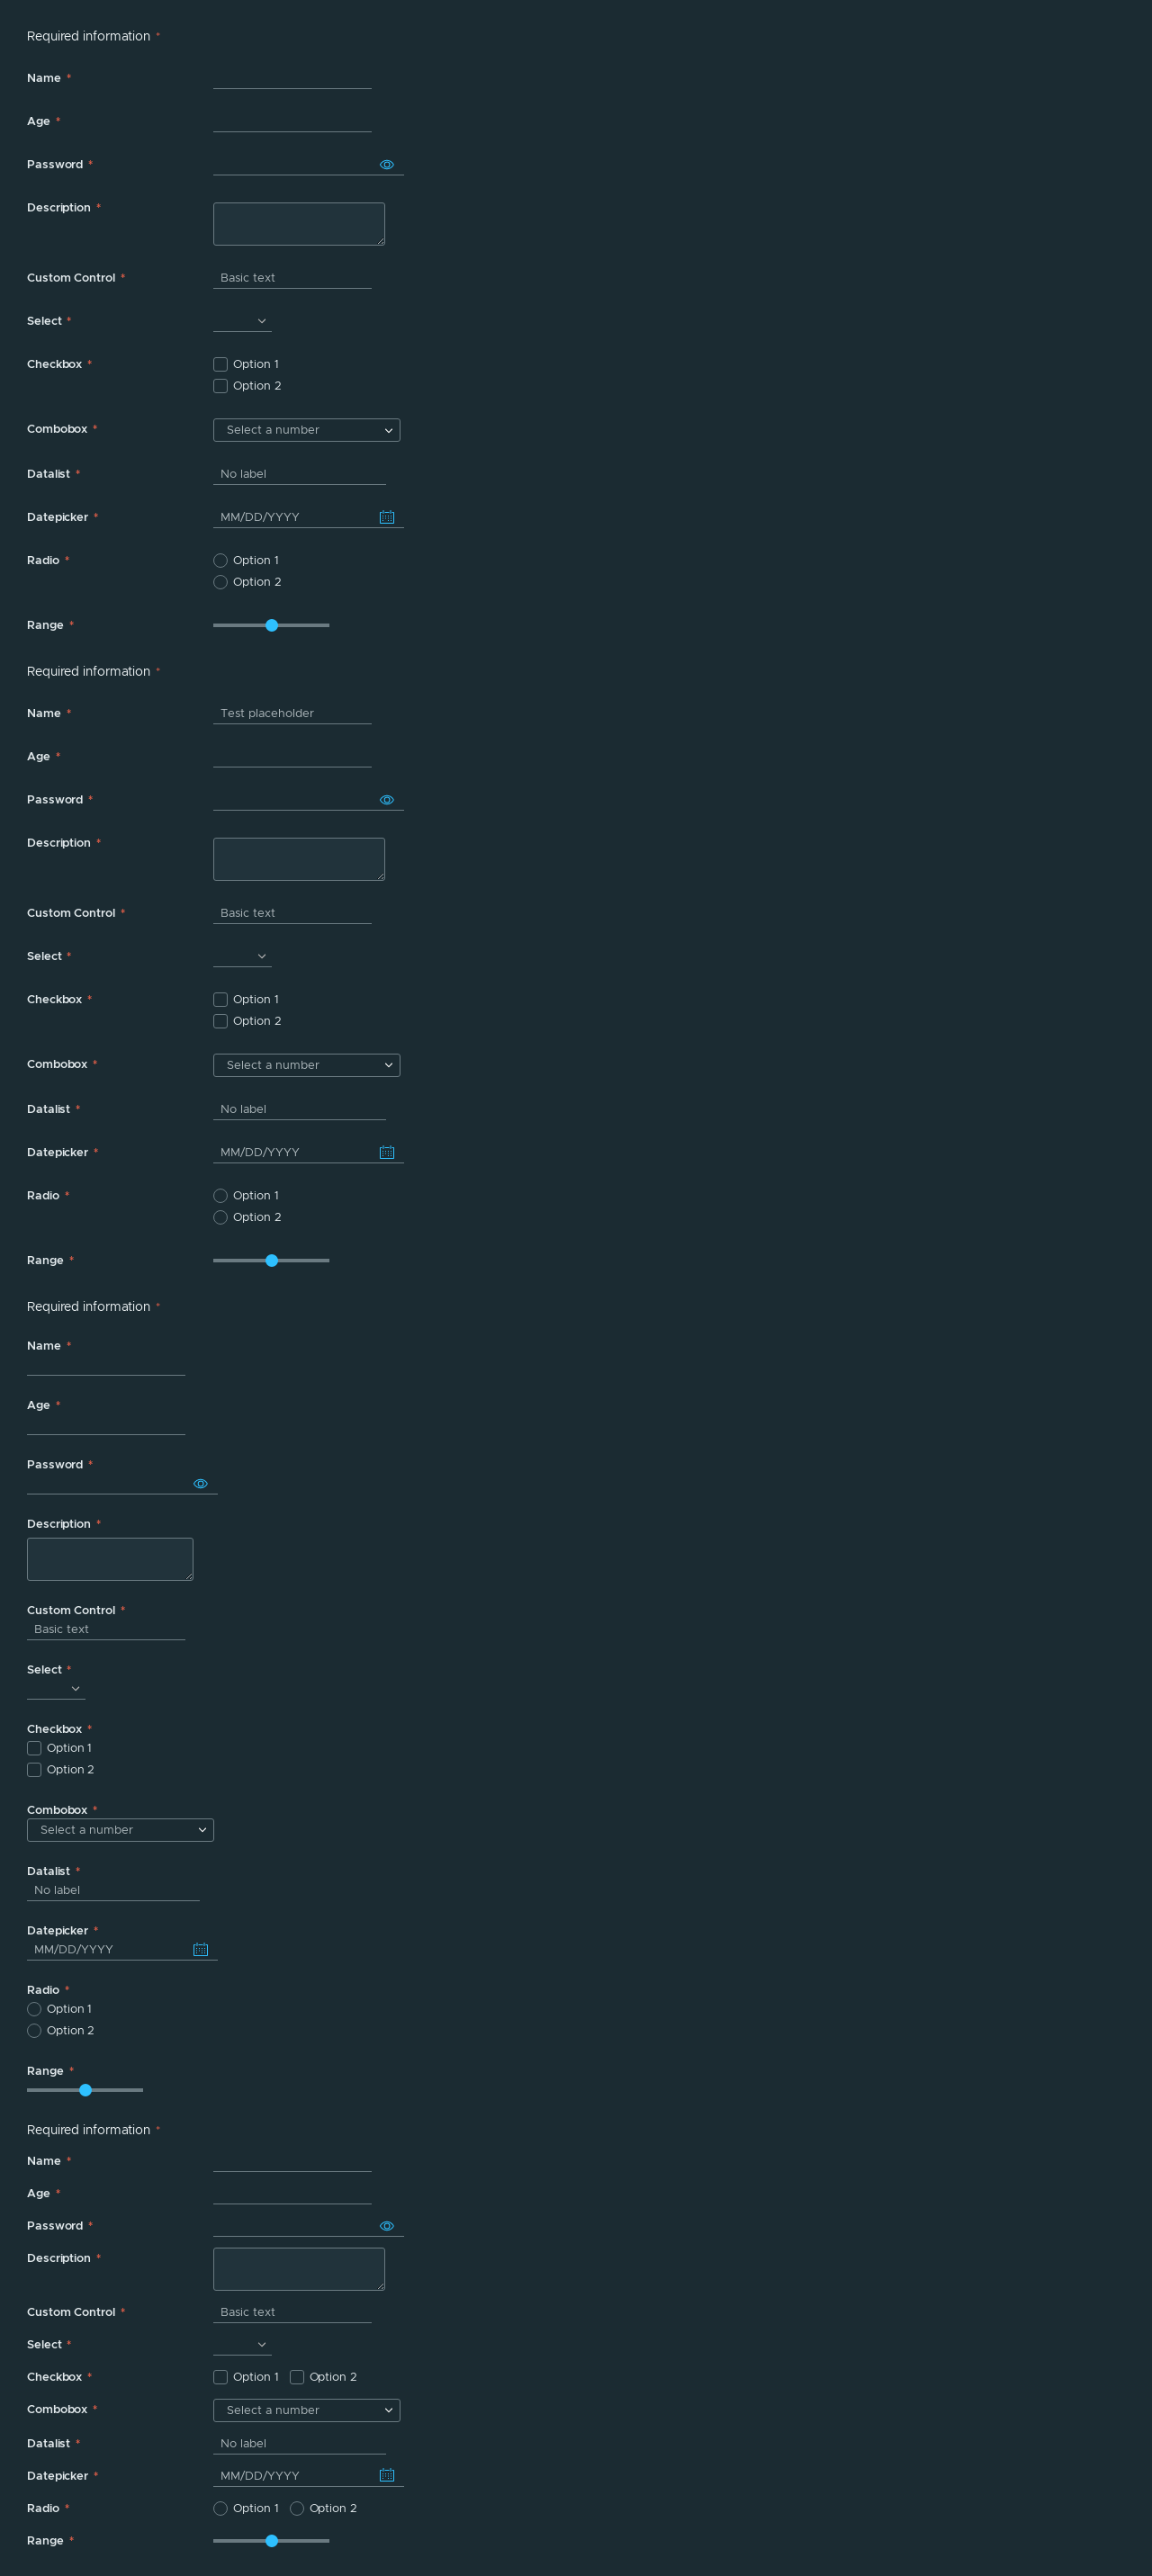 Required information *
Name *
Age *
Password *
Description *
Custom Control * Basic text
Select *
Checkbox * Option 1
Option 2
Combobox * Select a number
Datalist * No label
Datepicker * MM/DD/YYYY
Radio * Option 1
Option 2
Range *
Required information *
Name * Test placeholder
Age *
Password *
Description *
Custom Control * Basic text
Select *
Checkbox * Option 1
Option 2
Combobox * Select a number
Datalist * No label
Datepicker * MM/DD/YYYY
Radio * Option 1
Option 2
Range *
Required information *
Name *
Age *
Password *
Description *
Custom Control *
Basic text
Select *
Checkbox *
Option 1
Option 2
Combobox *
Select a number
Datalist *
No label
Datepicker *
MM/DD/YYYY
Radio *
Option 1
Option 2
Range *
Required information *
Name *
Age *
Password *
Description *
Custom Control * Basic text
Select *
Checkbox * Option 1 Option 2
Combobox * Select a number
Datalist * No label
Datepicker * MM/DD/YYYY
Radio * Option 1 Option 2
Range *